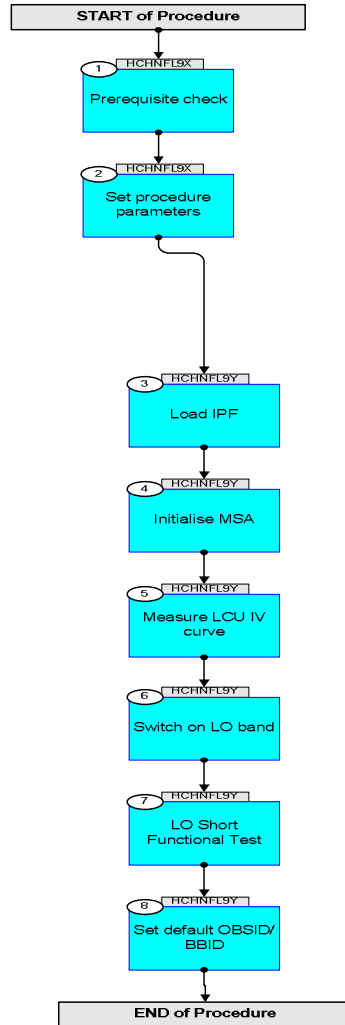 START of Procedure
1
HCHNFL9X
Prerequisite check
2
HCHNFL9X
Set procedure
parameters
3
HCHNFL9Y
Load IPF
4
HCHNFL9Y
Initialise MSA
5
HCHNFL9Y
Measure LCU IV
curve
6
HCHNFL9Y
Switch on LO band
7
HCHNFL9Y
LO Short
Functional Test
8
HCHNFL9Y
Set default OBSID/
BBID
END of Procedure